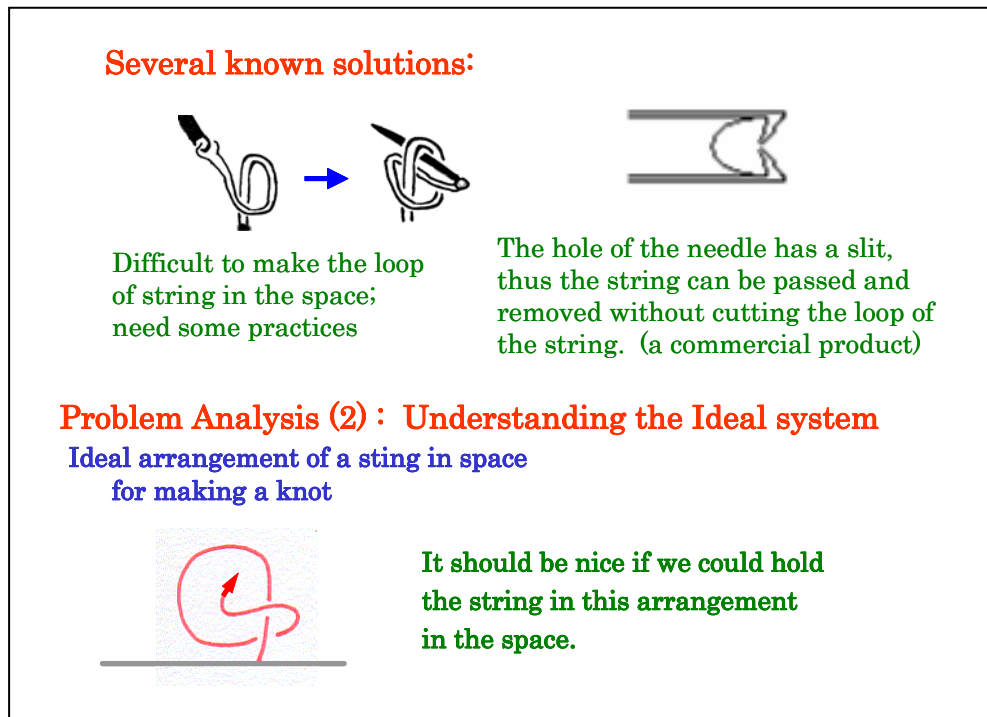 Several known solutions:
Difficult to make the loop
of string in the space;
need some practices
The hole of the needle has a slit,
thus the string can be passed and
removed without cutting the loop of
the string.  (a commercial product)
Problem Analysis (2) :  Understanding the Ideal system
Ideal arrangement of a sting in space
for making a knot
It should be nice if we could hold
the string in this arrangement
in the space.